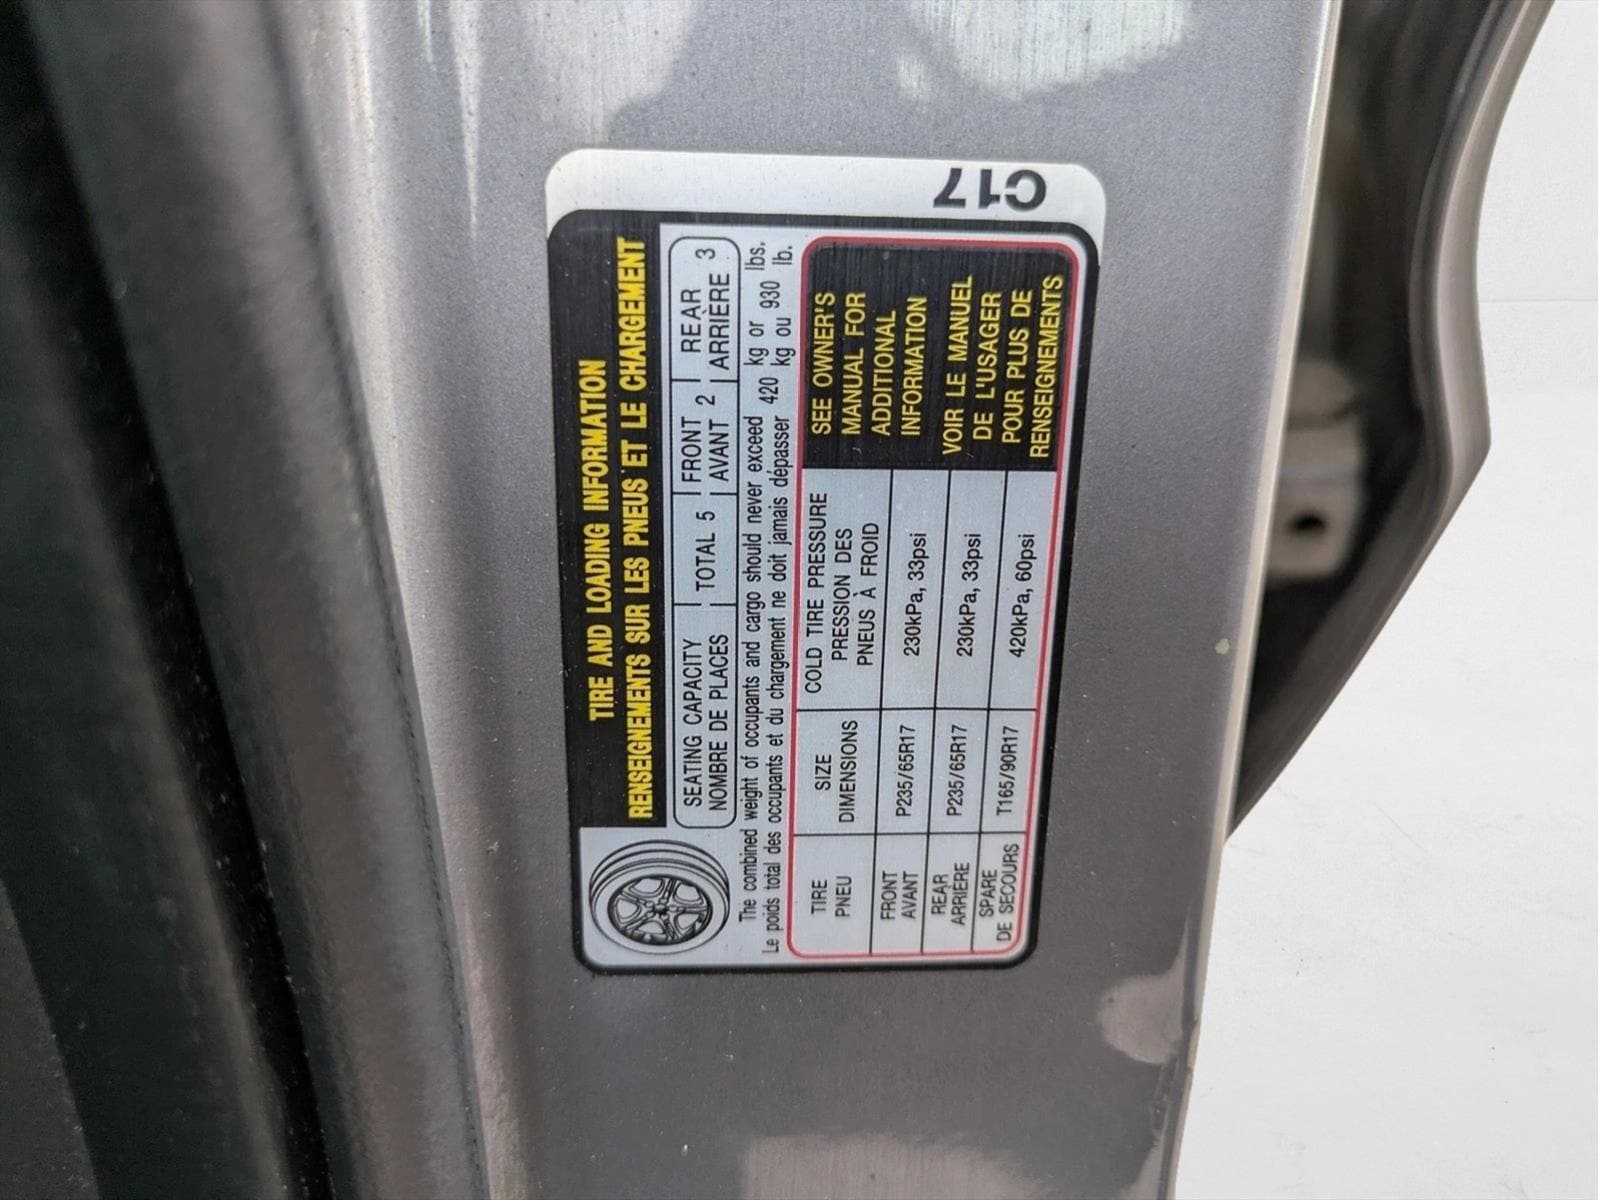 C17
TIRE AND LOADING INFORMATION
RENSEIGNEMENTS SUR LES PNEUS ET LE CHARGEMENT
SEATING CAPACITY TOTAL 5 FRONT 2 REAR 3
NOMBRE DE PLACES AVANT ARRIÈRE
The combined weight of occupants and cargo should never exceed 420 kg or 930 lbs.
Le poids total des occupants et du chargement ne doit jamais dépasser kg ou lb.
TIRE SIZE COLD TIRE PRESSURE
PNEU DIMENSIONS PRESSION DES
PNEUS À FROID
FRONT P235/65R17 230kPa, 33psi
AVANT
REAR P235/65R17 230kPa, 33psi
ARRIÈRE
SPARE T165/90R17 420kPa, 60psi
DE SECOURS
SEE OWNER'S
MANUAL FOR
ADDITIONAL
INFORMATION
VOIR LE MANUEL
DE L'USAGER
POUR PLUS DE
RENSEIGNEMENTS